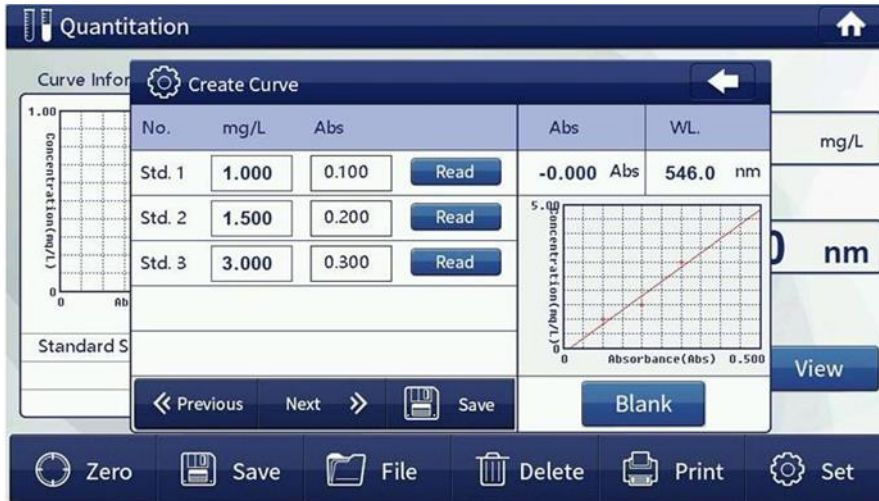 Quantitation
Curve Infor
1.00
Concentration(mg/L)
0
0 Ab
Standard S
mg/L
nm
View
Create Curve
No. mg/L Abs
Std. 1 1.000 0.100 Read
Std. 2 1.500 0.200 Read
Std. 3 3.000 0.300 Read
Previous Next Save
Abs WL.
-0.000 Abs 546.0 nm
5.00
Concentration(mg/L)
0
0 Absorbance(Abs) 0.500
Blank
Zero Save File Delete Print Set